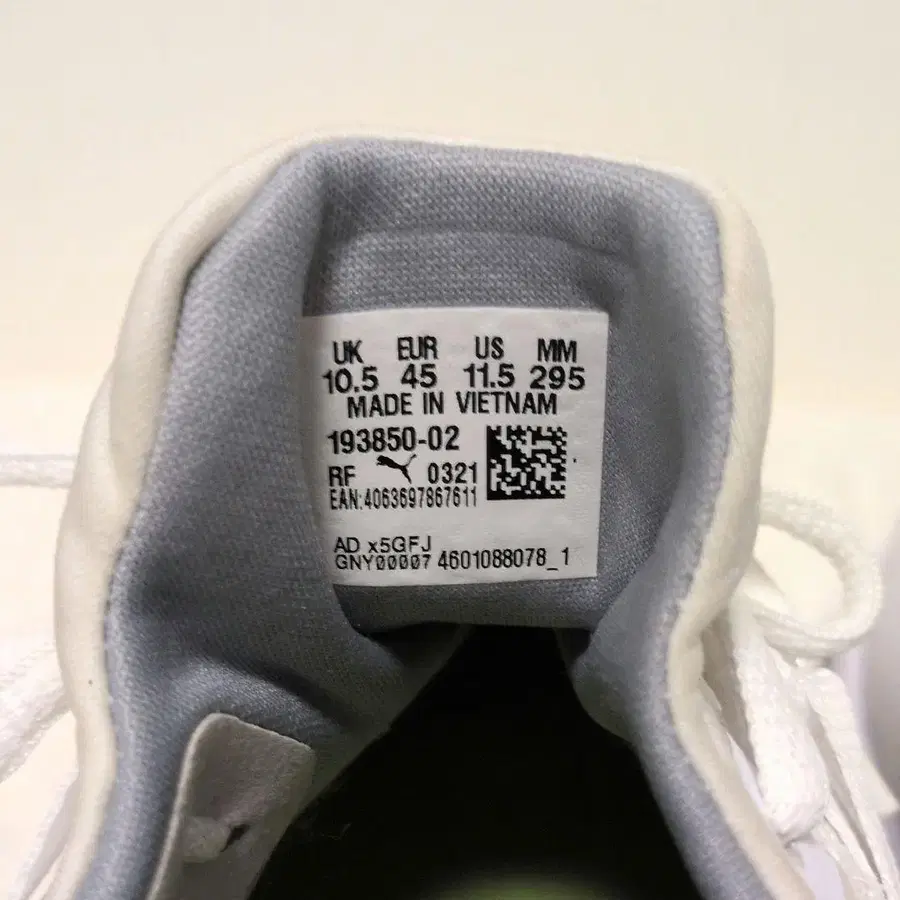 UK EUR US MM
10.5 45 11.5 295
MADE IN VIETNAM
193850-02
RF 0321
EAN:4063697867611
AD x5GFJ
GNY00007 4601088078_1